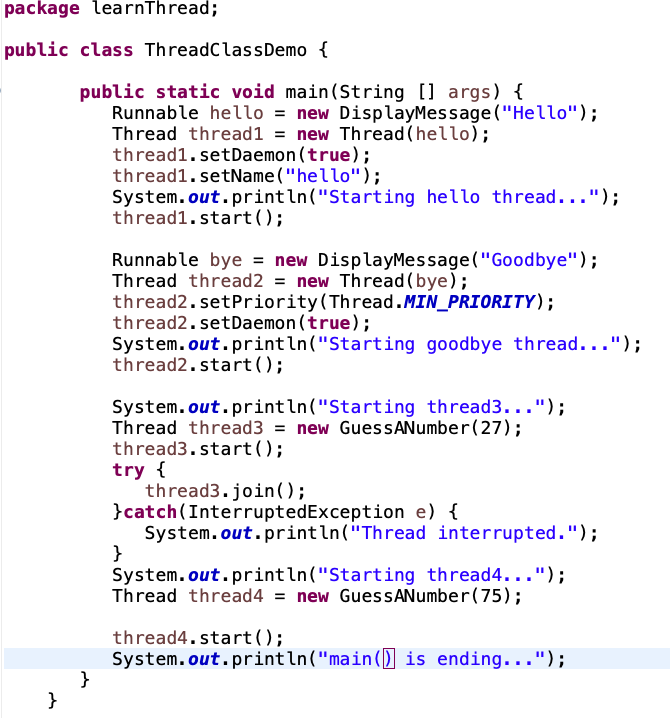 package learnThread;
public class ThreadClassDemo {
public static void main(String [] args) {
Runnable hello = new DisplayMessage("Hello");
Thread thread1 = new Thread(hello);
thread1.setDaemon(true);
thread1.setName("hello");
System.out.println("Starting hello thread...");
thread1.start();
Runnable bye = new DisplayMessage("Goodbye");
Thread thread2 = new Thread(bye);
thread2.setPriority(Thread.MIN_PRIORITY);
thread2.setDaemon(true);
System.out.println("Starting goodbye thread...");
thread2.start();
System.out.println("Starting thread3...");
Thread thread3 = new GuessANumber(27);
thread3.start();
try {
thread3.join();
}catch(InterruptedException e) {
System.out.println("Thread interrupted.");
}
System.out.println("Starting thread4...");
Thread thread4 = new GuessANumber(75);
thread4.start();
System.out.println("main() is ending...");
}
}